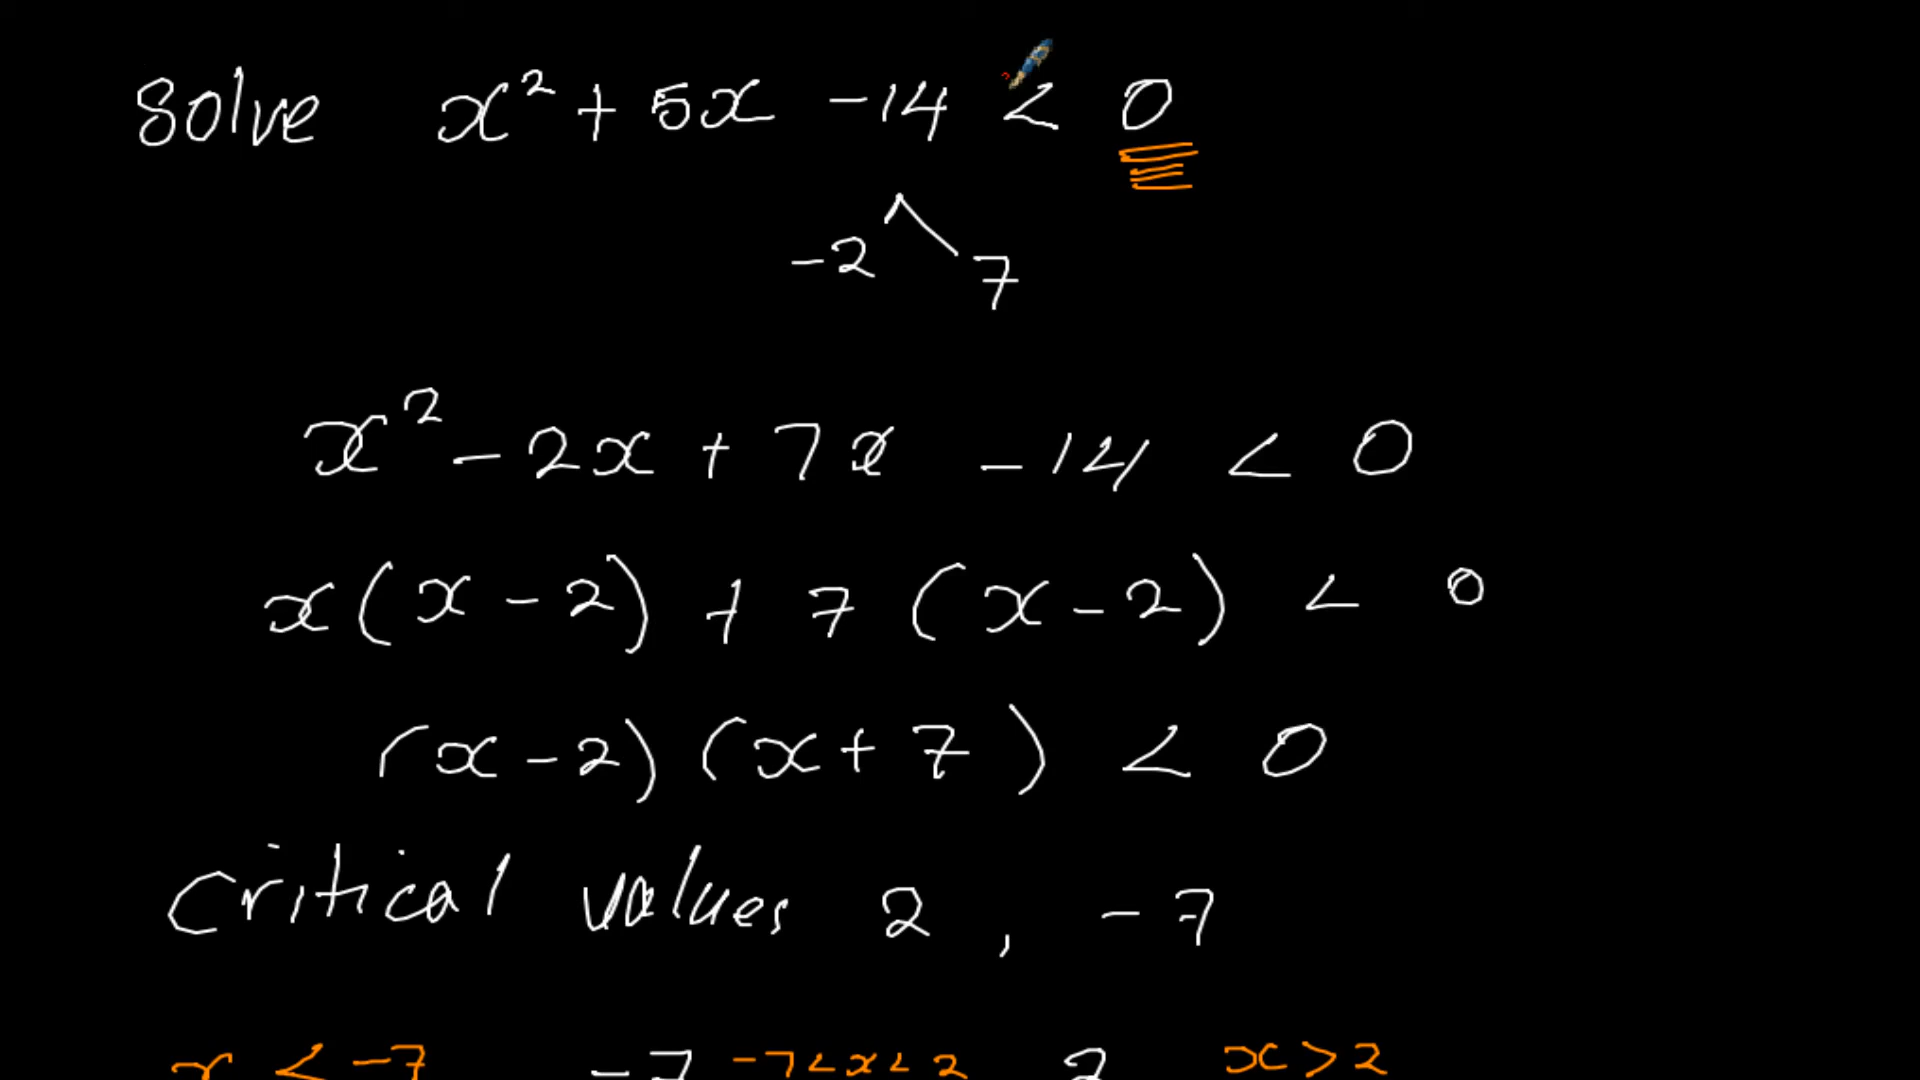 Solve x² + 5x - 14 < 0
-2 7
x² - 2x + 7x - 14 < 0
x(x - 2) + 7(x - 2) < 0
(x - 2)(x + 7) < 0
Critical values 2, -7
x < -7 -7 -7 < x < 2 2 x > 2